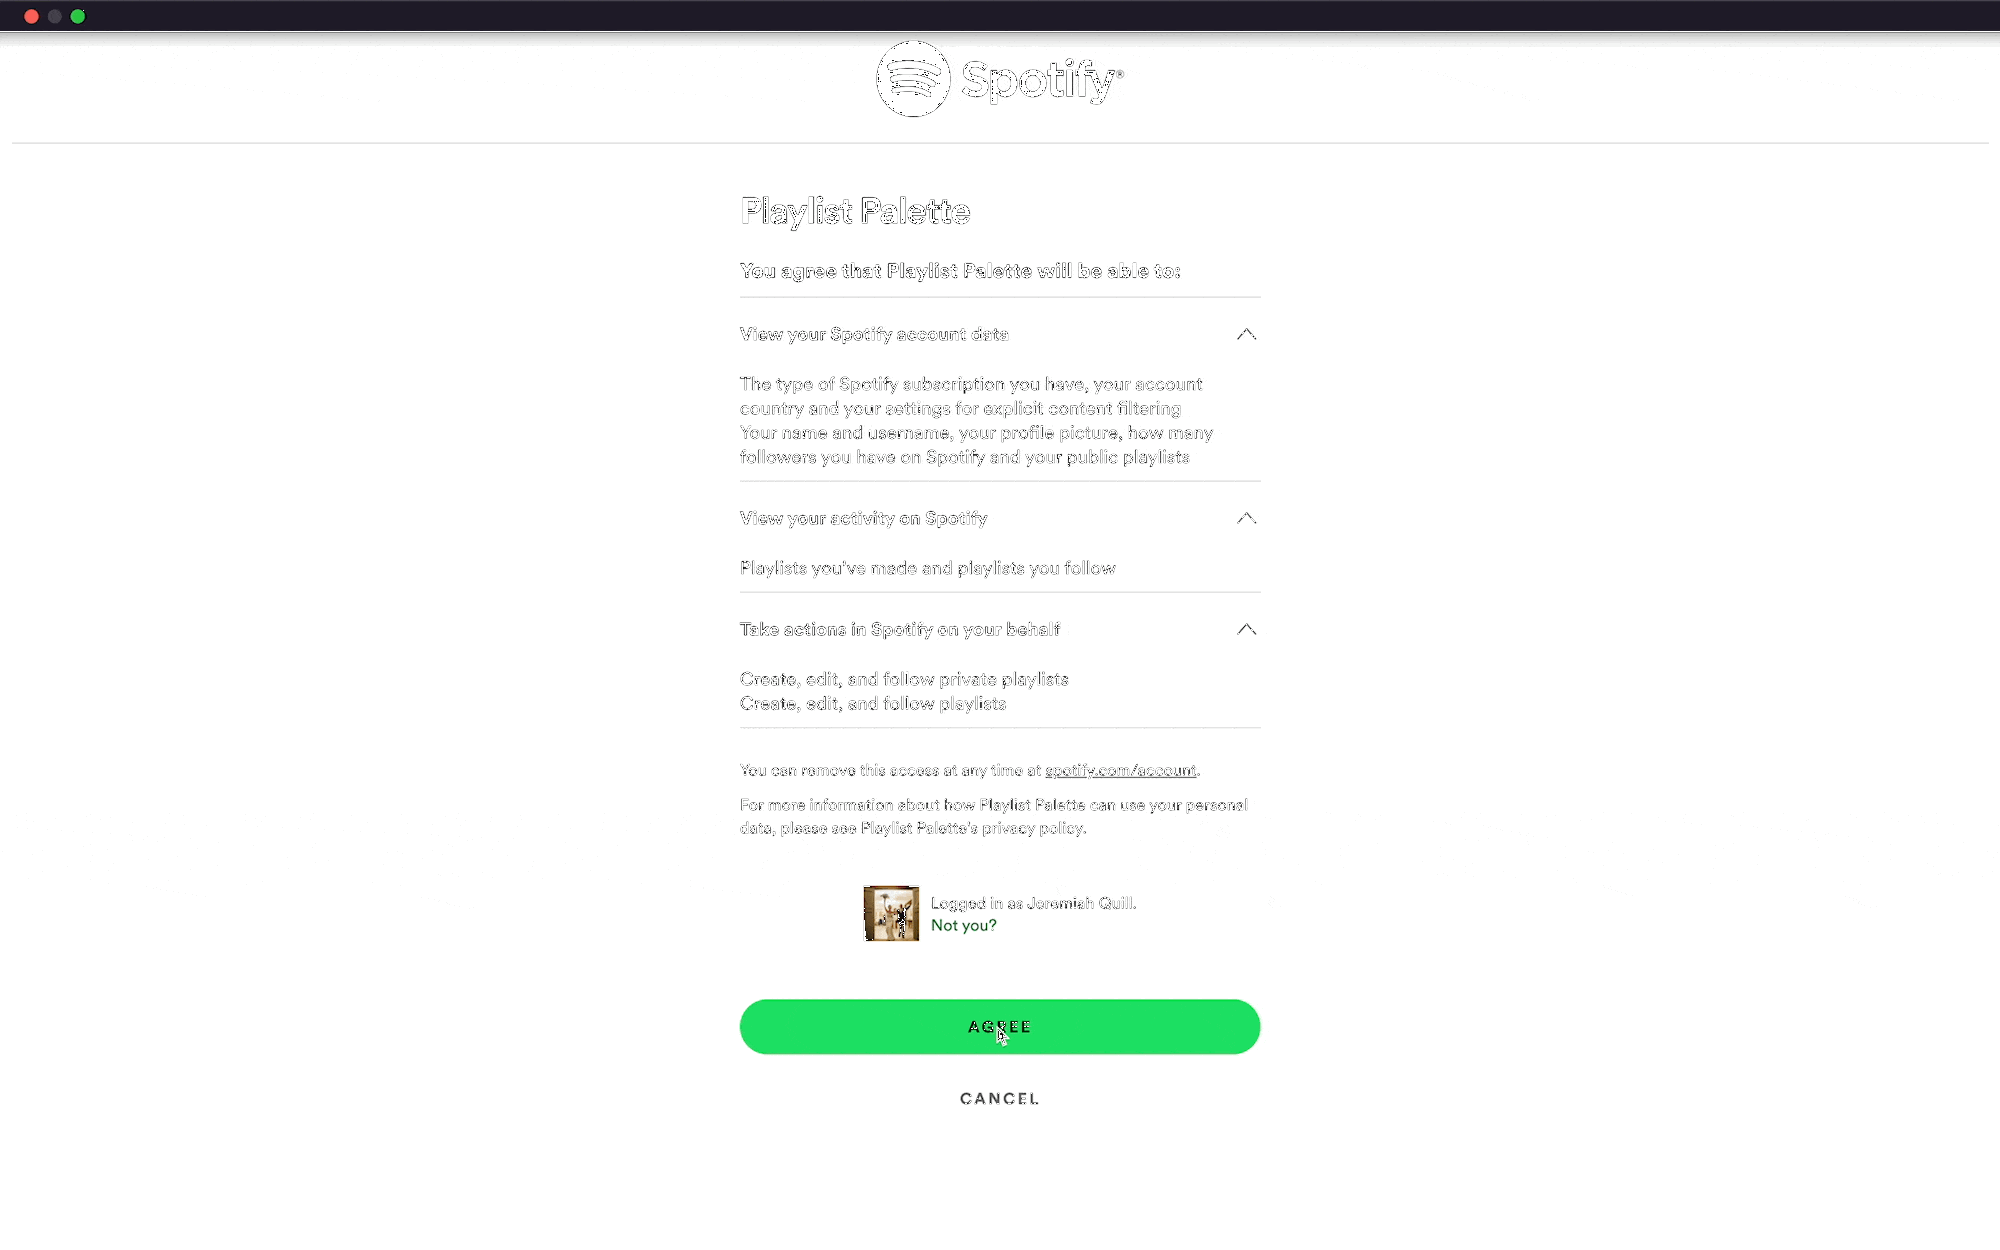 Spotify®
Playlist Palette
You agree that Playlist Palette will be able to:
View your Spotify account data
The type of Spotify subscription you have, your account
country and your settings for explicit content filtering
Your name and username, your profile picture, how many
followers you have on Spotify and your public playlists
View your activity on Spotify
Playlists you've made and playlists you follow
Take actions in Spotify on your behalf
Create, edit, and follow private playlists
Create, edit, and follow playlists
You can remove this access at any time at spotify.com/account.
For more information about how Playlist Palette can use your personal
data, please see Playlist Palette's privacy policy.
Logged in as Jeremiah Quill.
Not you?
AGREE
CANCEL